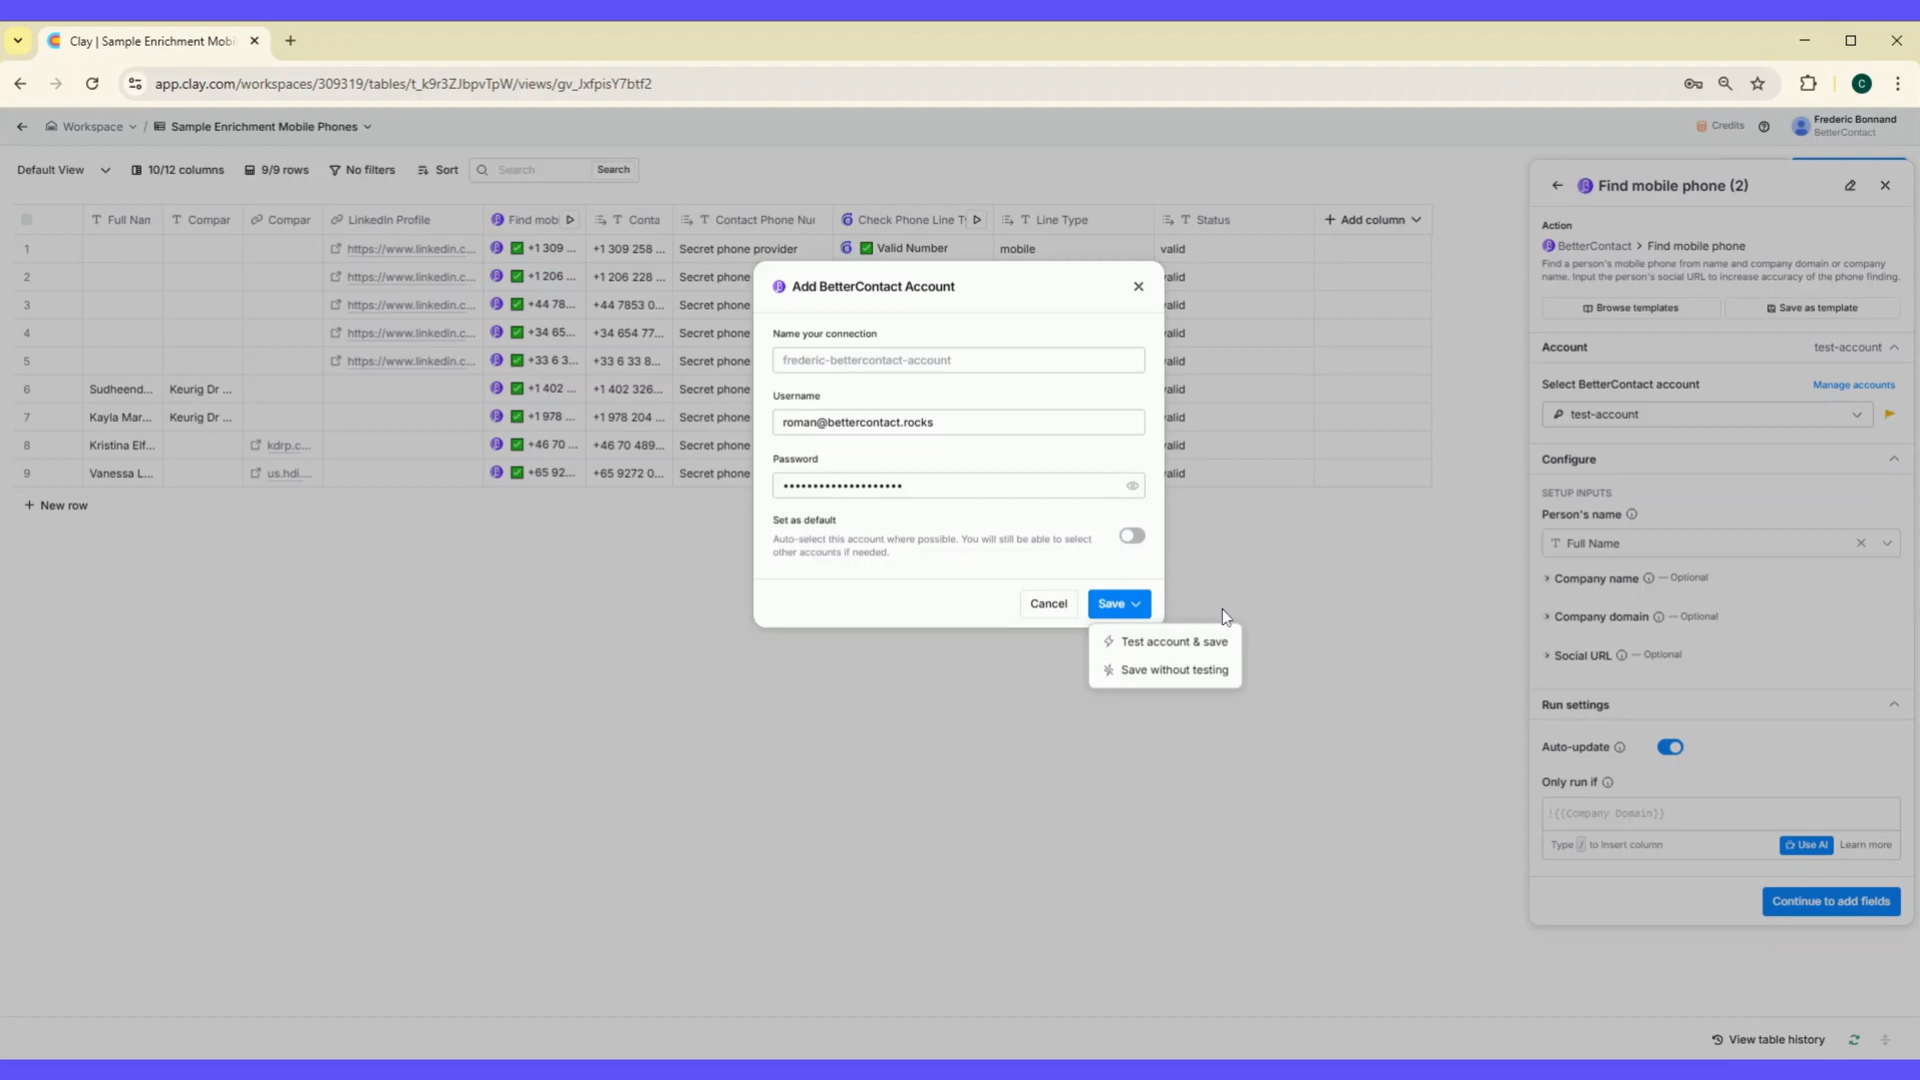 Clay | Sample Enrichment Mobi
app.clay.com/workspaces/309319/tables/t_k9r3ZJbpvTpW/views/gv_JxfpisY7btf2
C
Workspace / Sample Enrichment Mobile Phones
Credits
Frederic Bonnand
BetterContact
Default View 10/12 columns 9/9 rows No filters Sort Search Search
Full Nan Compar Compar LinkedIn Profile Find mob Conta Contact Phone Nur Check Phone Line T Line Type Status + Add column
1 https://www.linkedin.c... +1 309 ... +1 309 258 ... Secret phone provider Valid Number mobile valid
2 https://www.linkedin.c... +1 206 ... +1 206 228 ... Secret phone valid
3 https://www.linkedin.c... +44 78... +44 7853 0... Secret phone valid
4 https://www.linkedin.c... +34 65... +34 654 77... Secret phone valid
5 https://www.linkedin.c... +33 6 3... +33 6 33 8... Secret phone valid
6 Sudheend... Keurig Dr ... +1 402 ... +1 402 326... Secret phone valid
7 Kayla Mar... Keurig Dr ... +1 978 ... +1 978 204 ... Secret phone valid
8 Kristina Elf... kdrp.c... +46 70 ... +46 70 489... Secret phone valid
9 Vanessa L... us.hdi.... +65 92... +65 9272 0... Secret phone valid
+ New row
Add BetterContact Account
Name your connection
frederic-bettercontact-account
Username
roman@bettercontact.rocks
Password
••••••••••••••••••••
Set as default
Auto-select this account where possible. You will still be able to select
other accounts if needed.
Cancel Save
Test account & save
Save without testing
Find mobile phone (2)
Action
BetterContact > Find mobile phone
Find a person's mobile phone from name and company domain or company
name. Input the person's social URL to increase accuracy of the phone finding.
Browse templates Save as template
Account test-account
Select BetterContact account Manage accounts
test-account
Configure
SETUP INPUTS
Person's name
Full Name
Company name — Optional
Company domain — Optional
Social URL — Optional
Run settings
Auto-update
Only run if
!{{Company Domain}}
Type / to Insert column Use AI Learn more
Continue to add fields
View table history